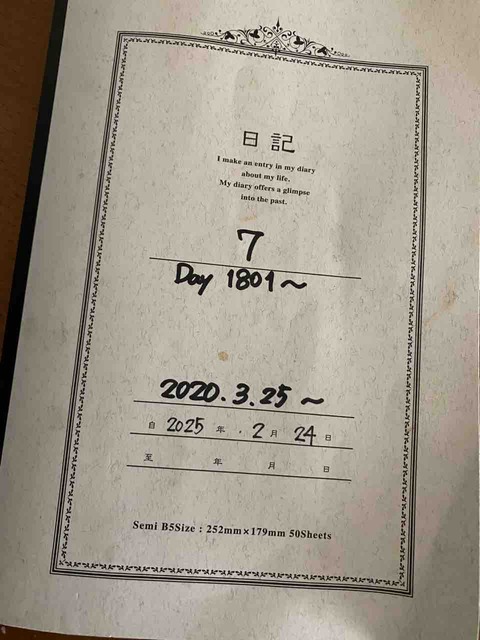 日記
I make an entry in my diary
about my life.
My diary offers a glimpse
into the past.
7
Day 1801～
2020.3.25～
自 2025 年 2 月 24 日
至 年 月 日
Semi B5Size : 252mm×179mm 50Sheets